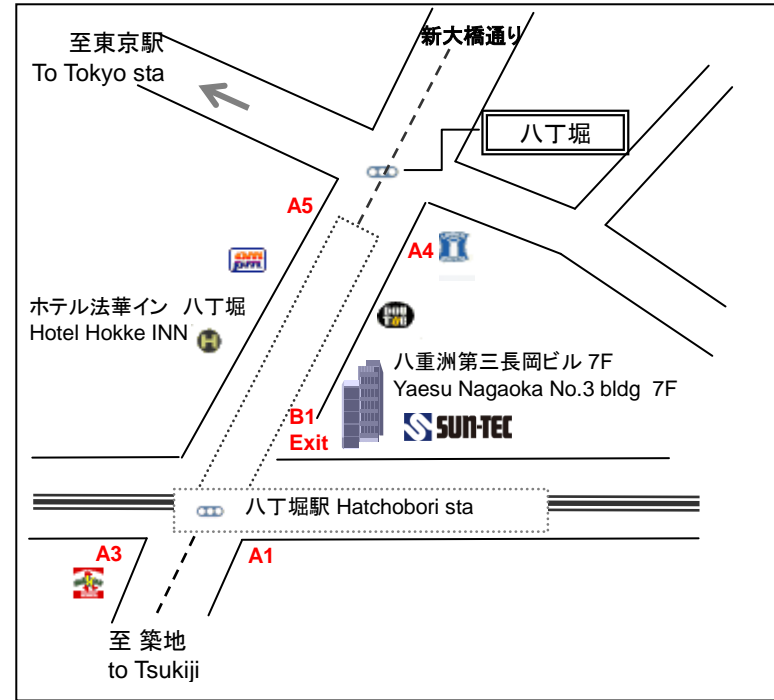 至東京駅
To Tokyo sta
新大橋通り
八丁堀
A5
A4
am
pm
ホテル法華イン 八丁堀
Hotel Hokke INN
H
八重洲第三長岡ビル 7F
Yaesu Nagaoka No.3 bldg 7F
B1
Exit
SUN-TEC
八丁堀駅 Hatchobori sta
A3
A1
至 築地
to Tsukiji